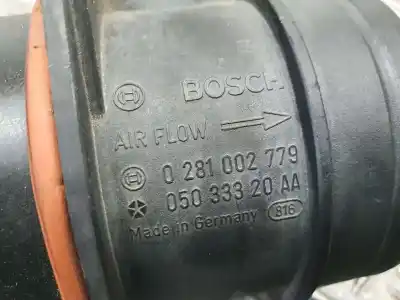 BOSCH
AIR FLOW
0 281 002 779
050 333 20 AA
Made in Germany 816